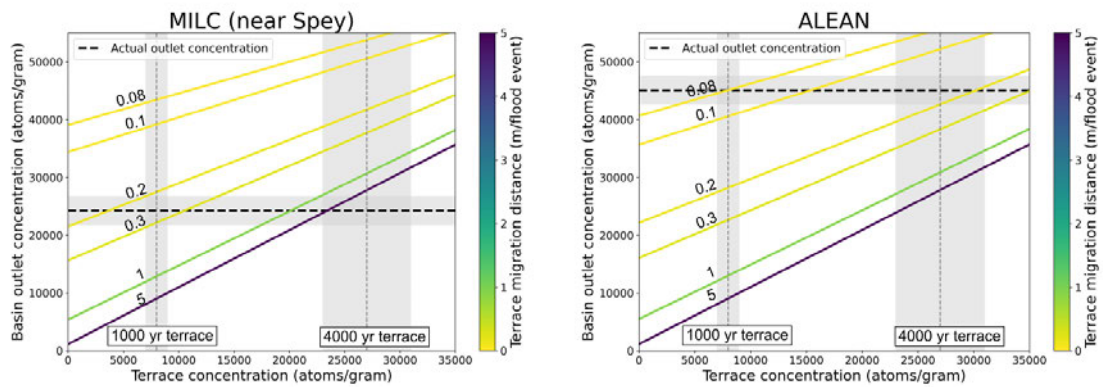 MILC (near Spey)
Actual outlet concentration
Basin outlet concentration (atoms/gram)
50000
40000
30000
20000
10000
0
0.08
0.1
0.2
0.3
1
5
1000 yr terrace
4000 yr terrace
0 5000 10000 15000 20000 25000 30000 35000
Terrace concentration (atoms/gram)
5
4
3
2
1
0
Terrace migration distance (m/flood event)
ALEAN
Actual outlet concentration
Basin outlet concentration (atoms/gram)
50000
40000
30000
20000
10000
0
0.08
0.1
0.2
0.3
1
5
1000 yr terrace
4000 yr terrace
0 5000 10000 15000 20000 25000 30000 35000
Terrace concentration (atoms/gram)
5
4
3
2
1
0
Terrace migration distance (m/flood event)